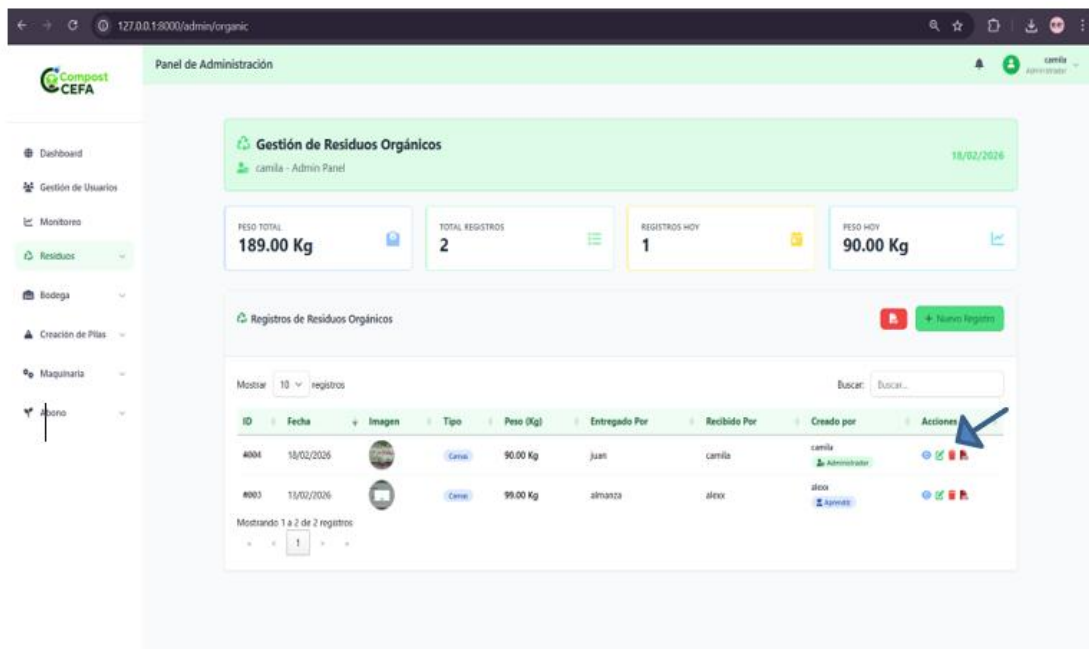 127.0.0.1:8000/admin/organic
Compost
CEFA
Panel de Administración
camila
Administrador
Dashboard
Gestión de Usuarios
Monitoreo
Residuos
Bodega
Creación de Pilas
Maquinaria
Abono
Gestión de Residuos Orgánicos
camila - Admin Panel
18/02/2026
PESO TOTAL
189.00 Kg
TOTAL REGISTROS
2
REGISTROS HOY
1
PESO HOY
90.00 Kg
Registros de Residuos Orgánicos
+ Nuevo Registro
Mostrar 10 registros
Buscar: Buscar...
ID Fecha Imagen Tipo Peso (Kg) Entregado Por Recibido Por Creado por Acciones
#004 18/02/2026 90.00 Kg juan camila camila
Administrador
#003 13/02/2026 99.00 Kg almanza alexx alexx
Aprendiz
Mostrando 1 a 2 de 2 registros
« < 1 > »